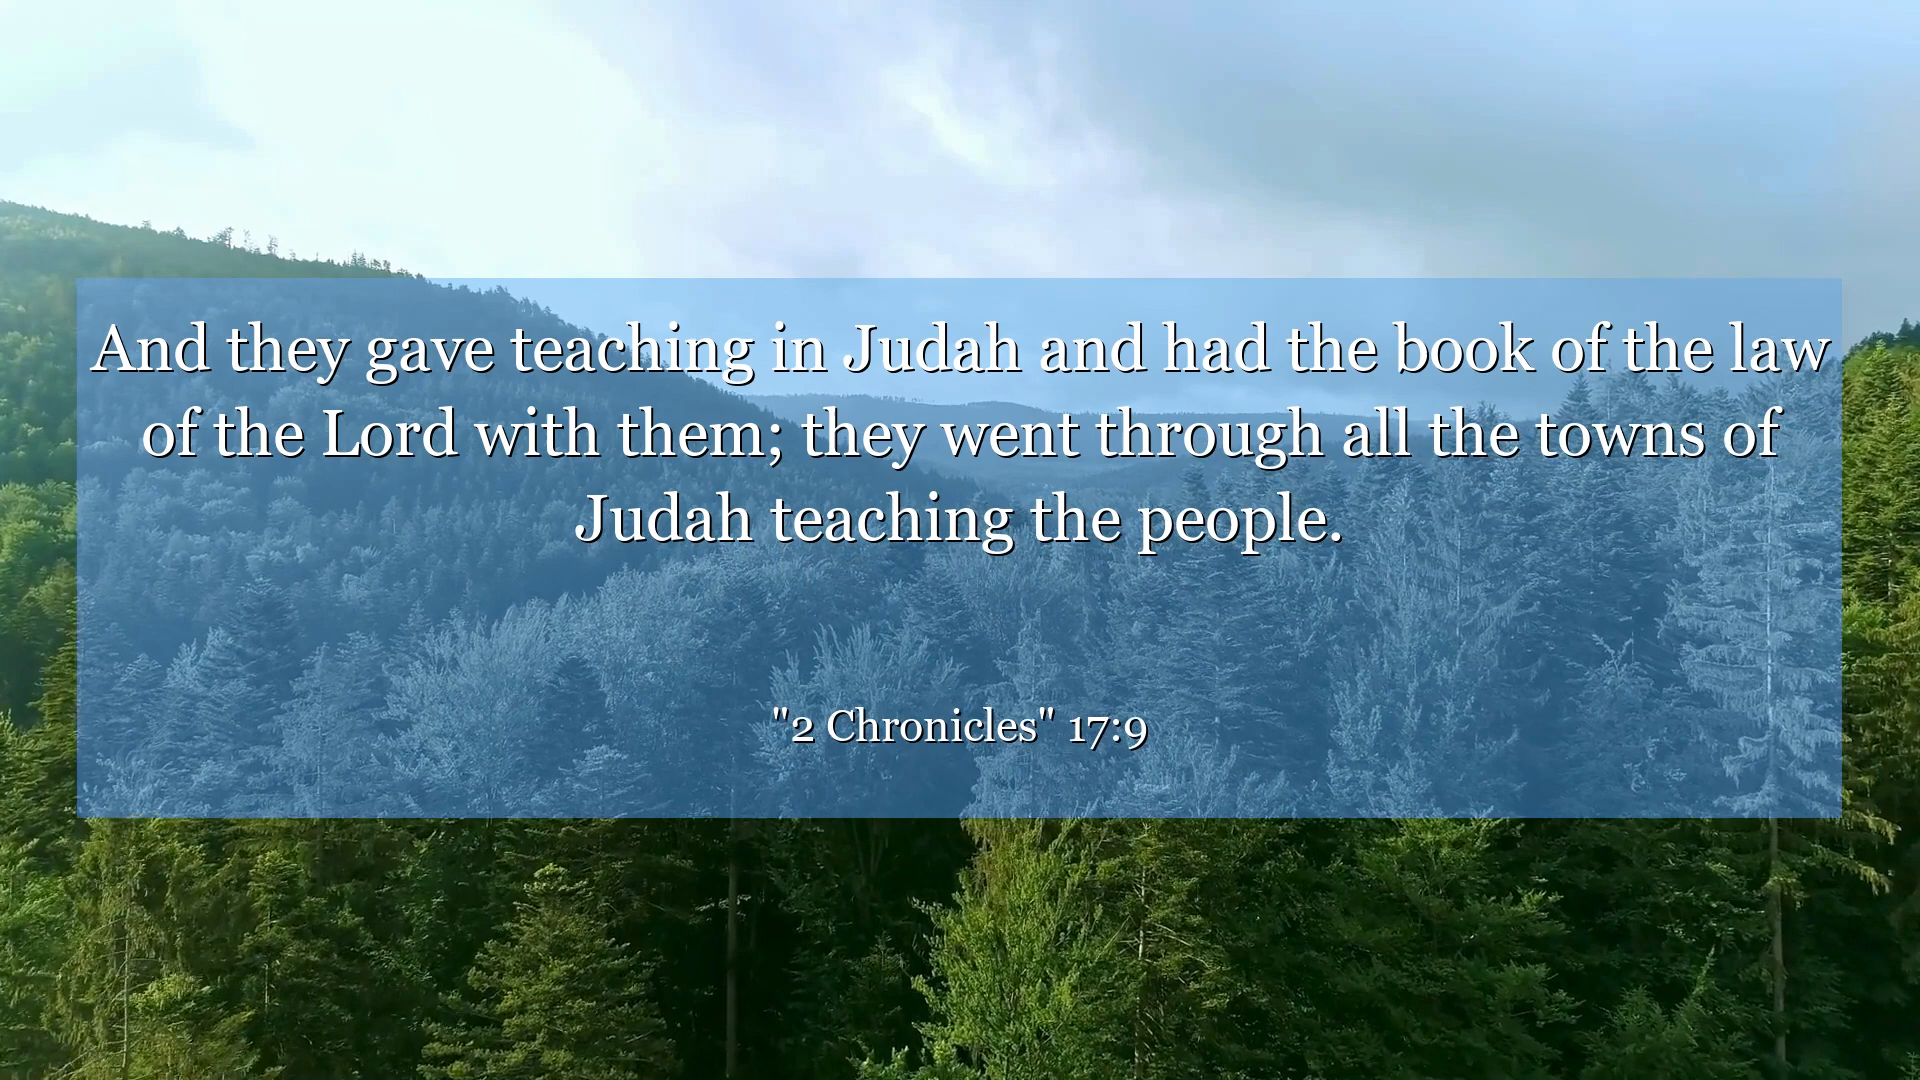 And they gave teaching in Judah and had the book of the law
of the Lord with them; they went through all the towns of
Judah teaching the people.
"2 Chronicles" 17:9